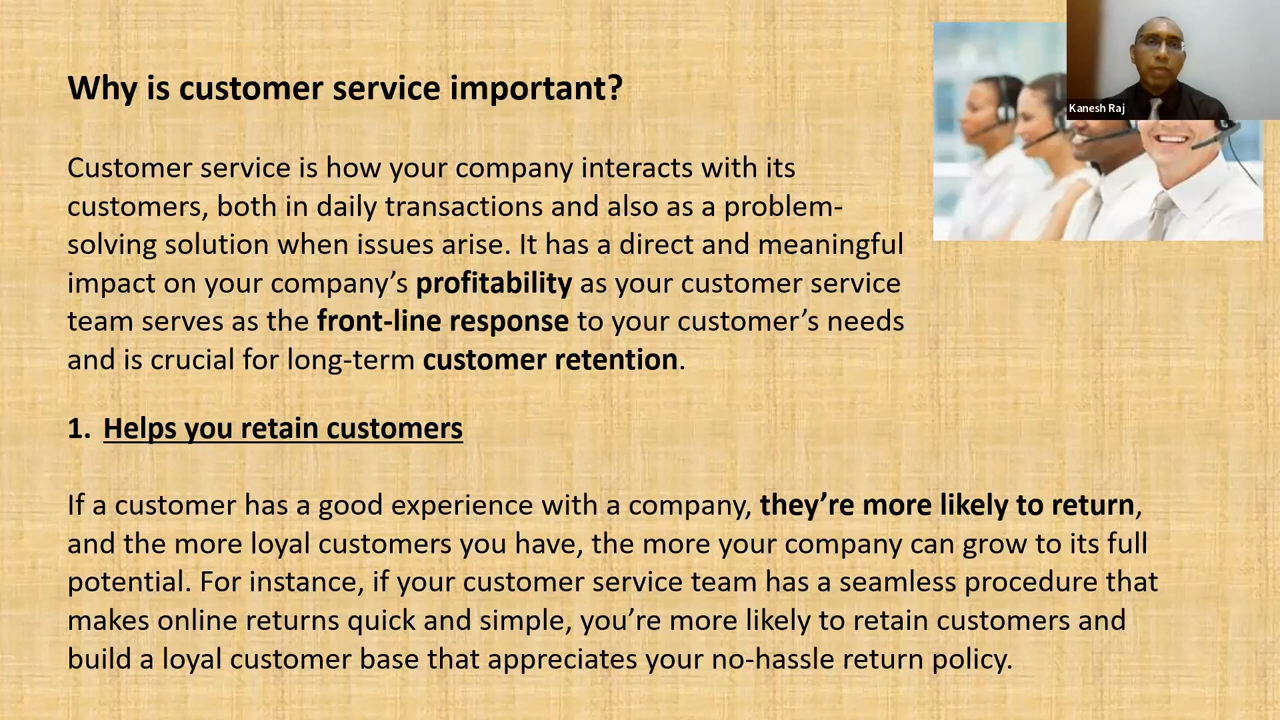 Why is customer service important?
Kanesh Raj
Customer service is how your company interacts with its
customers, both in daily transactions and also as a problem-
solving solution when issues arise. It has a direct and meaningful
impact on your company’s profitability as your customer service
team serves as the front-line response to your customer’s needs
and is crucial for long-term customer retention.
1. Helps you retain customers
If a customer has a good experience with a company, they’re more likely to return,
and the more loyal customers you have, the more your company can grow to its full
potential. For instance, if your customer service team has a seamless procedure that
makes online returns quick and simple, you’re more likely to retain customers and
build a loyal customer base that appreciates your no-hassle return policy.